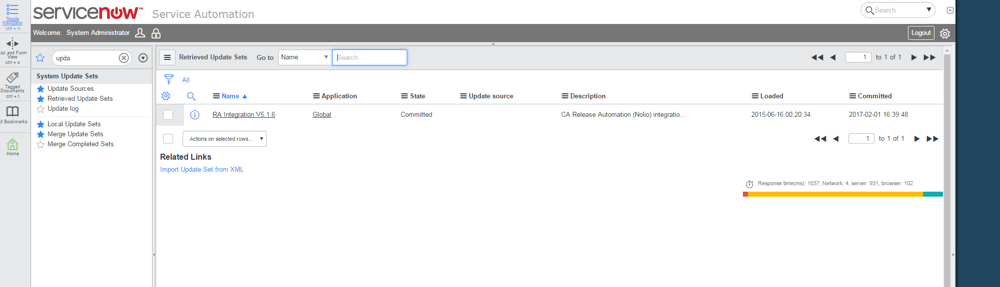 Toggle
Navigator
ctrl + n
ist and Form
View
ctrl + v
Tagged
Documents
ctrl + t
ll Bookmarks
Home
servicenow™ Service Automation
Search
Welcome: System Administrator
Logout
upda
System Update Sets
Update Sources
Retrieved Update Sets
Update log
Local Update Sets
Merge Update Sets
Merge Completed Sets
Retrieved Update Sets Go to Name Search
1 to 1 of 1
All
Name Application State Update source Description Loaded Committed
RA Integration V5.1.6 Global Committed CA Release Automation (Nolio) integratio... 2015-06-16 00:20:34 2017-02-01 16:39:48
Actions on selected rows...
1 to 1 of 1
Related Links
Import Update Set from XML
Response time(ms): 1037, Network: 4, server: 931, browser: 102